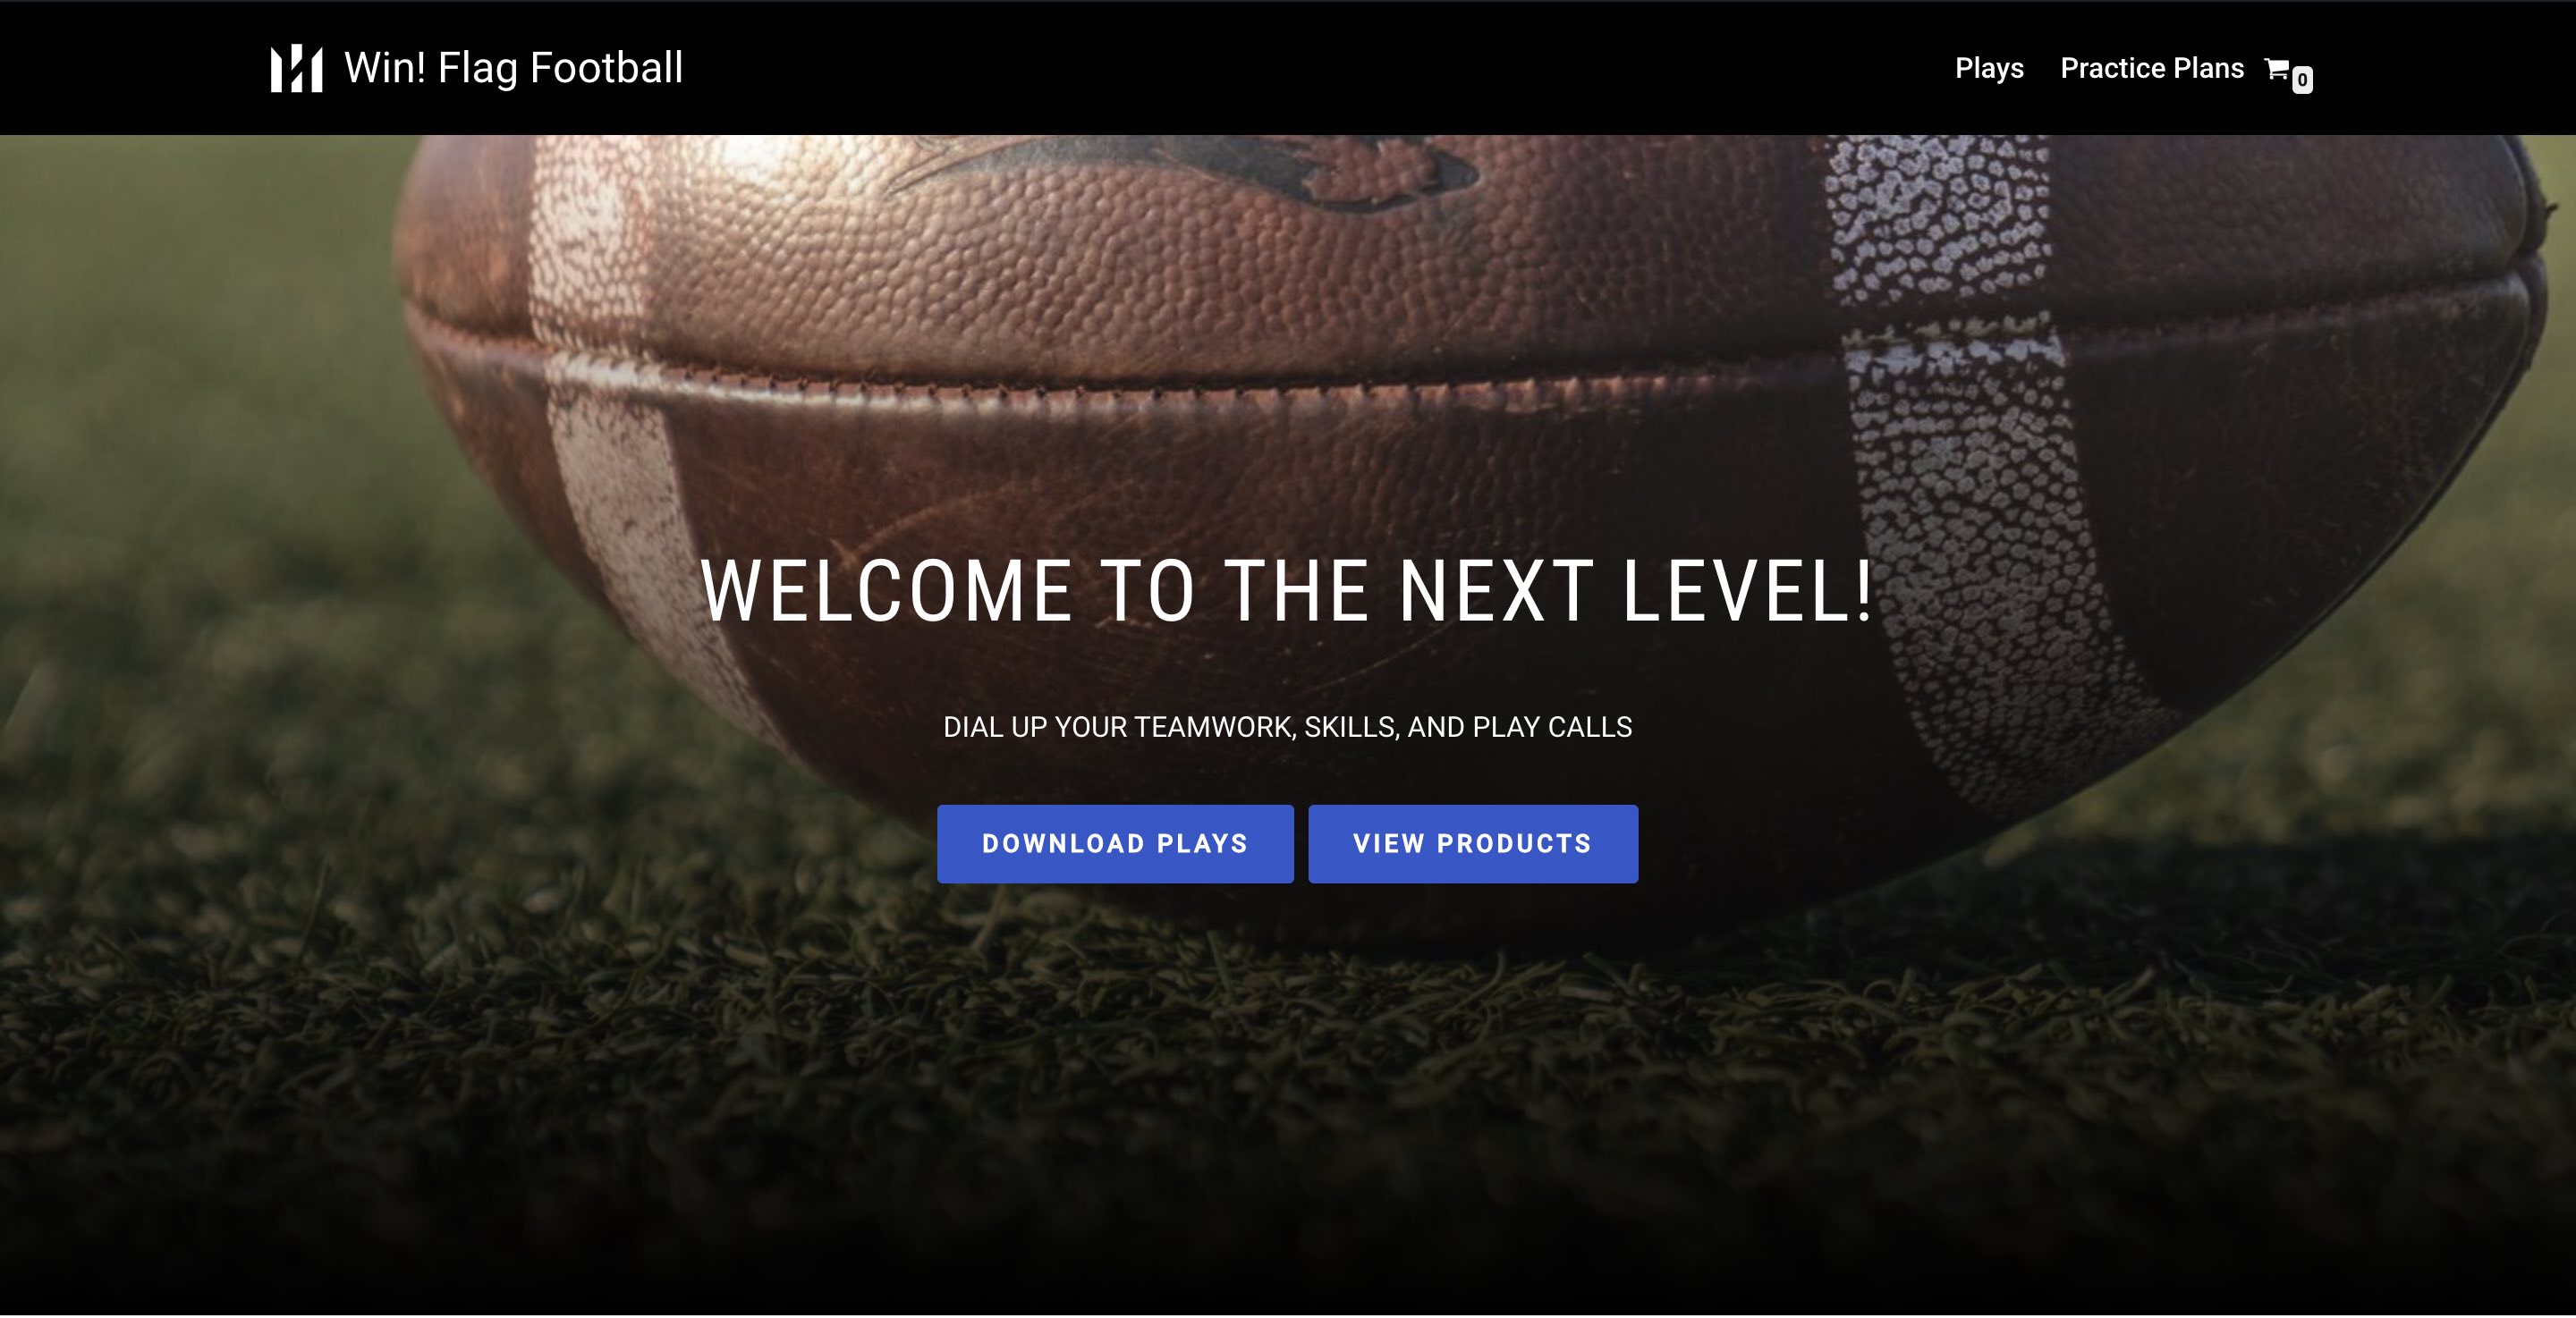 Win! Flag Football
Plays
Practice Plans
0
WELCOME TO THE NEXT LEVEL!
DIAL UP YOUR TEAMWORK, SKILLS, AND PLAY CALLS
DOWNLOAD PLAYS
VIEW PRODUCTS